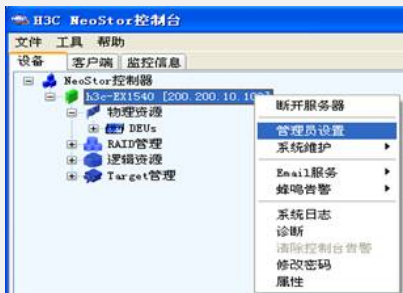 H3C NeoStor控制台
文件 工具 帮助
设备 客户端 监控信息
NeoStor控制器
h3c-EX1540 [200.200.10.10
物理资源
DEUs
RAID管理
逻辑资源
Target管理
断开服务器
管理员设置
系统维护
Email服务
蜂鸣告警
系统日志
诊断
清除控制台告警
修改密码
属性